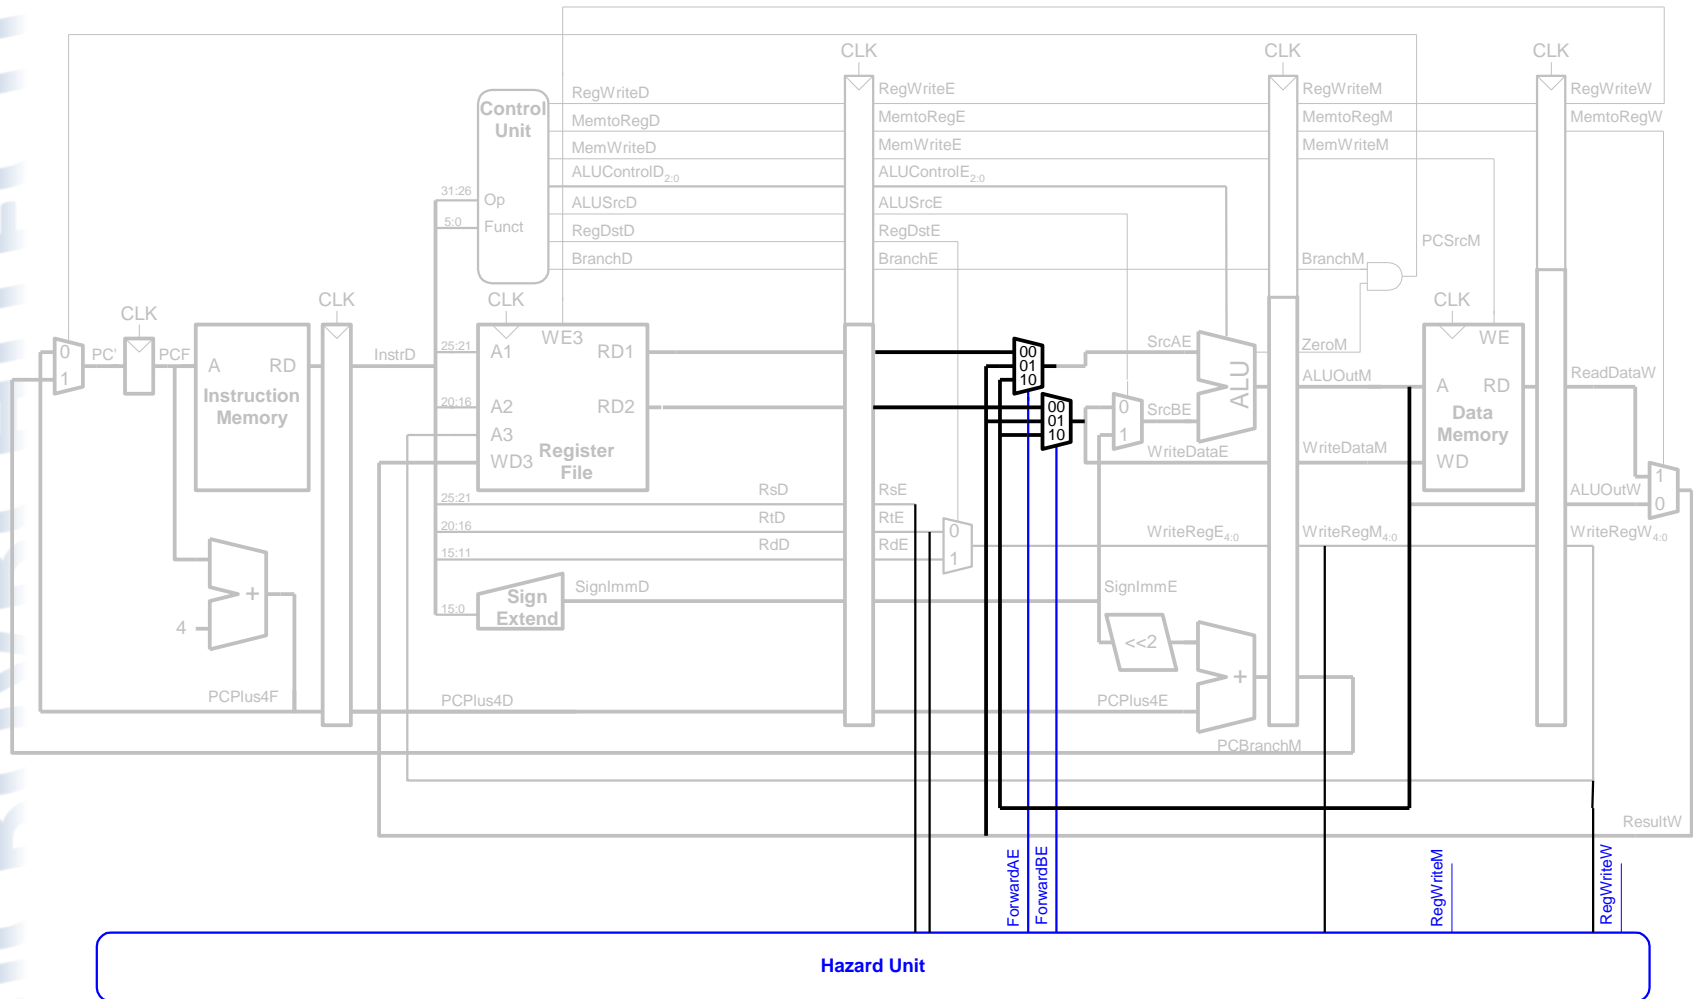 CLK CLK CLK
RegWriteD RegWriteE RegWriteM RegWriteW
Control Unit
MemtoRegD MemtoRegE MemtoRegM MemtoRegW
MemWriteD MemWriteE MemWriteM
ALUControlD2:0 ALUControlE2:0
31:26 Op ALUSrcD ALUSrcE
5:0 Funct RegDstD RegDstE PCSrcM
BranchD BranchE BranchM
CLK CLK CLK CLK
WE3 WE
0 PC' PCF A RD InstrD 25:21 A1 RD1 00 SrcAE ZeroM
1 01
10 ALU ALUOutM A RD ReadDataW
Instruction Memory
20:16 A2 RD2 00 0 SrcBE Data Memory
01
A3 10 1
WD3 Register File WriteDataE WriteDataM WD
1
25:21 RsD RsE ALUOutW 0
20:16 RtD RtE 0 WriteRegE4:0 WriteRegM4:0 WriteRegW4:0
15:11 RdD RdE 1
SignImmD SignImmE
+ 15:0 Sign Extend
4 <<2
+
PCPlus4F PCPlus4D PCPlus4E
PCBranchM
ResultW
ForwardAE ForwardBE RegWriteM RegWriteW
Hazard Unit